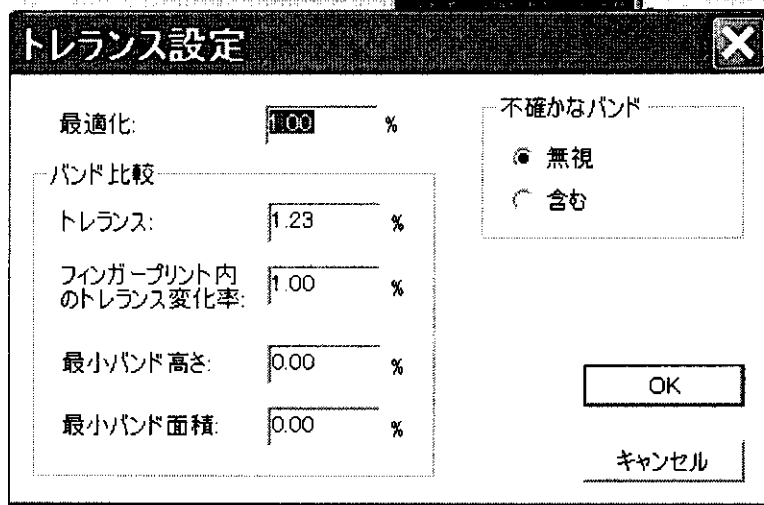 トレランス設定
最適化: 1.00 %
バンド比較
トレランス: 1.23 %
フィンガープリント内
のトレランス変化率: 1.00 %
最小バンド高さ: 0.00 %
最小バンド面積: 0.00 %
不確かなバンド
無視
含む
OK
キャンセル